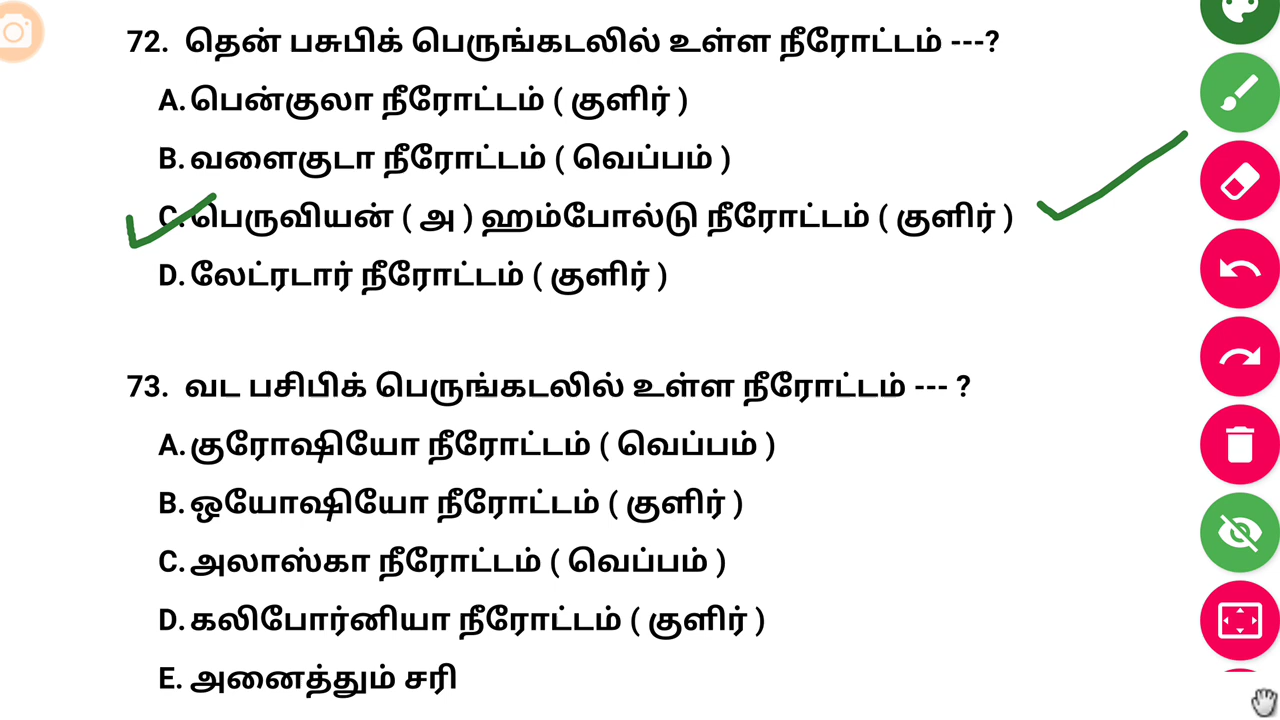 72. தென் பசுபிக் பெருங்கடலில் உள்ள நீரோட்டம் ---?
A. பென்குலா நீரோட்டம் ( குளிர் )
B. வளைகுடா நீரோட்டம் ( வெப்பம் )
C. பெருவியன் ( அ ) ஹம்போல்டு நீரோட்டம் ( குளிர் )
D. லேட்ரடார் நீரோட்டம் ( குளிர் )
73. வட பசிபிக் பெருங்கடலில் உள்ள நீரோட்டம் --- ?
A. குரோஷியோ நீரோட்டம் ( வெப்பம் )
B. ஒயோஷியோ நீரோட்டம் ( குளிர் )
C. அலாஸ்கா நீரோட்டம் ( வெப்பம் )
D. கலிபோர்னியா நீரோட்டம் ( குளிர் )
E. அனைத்தும் சரி